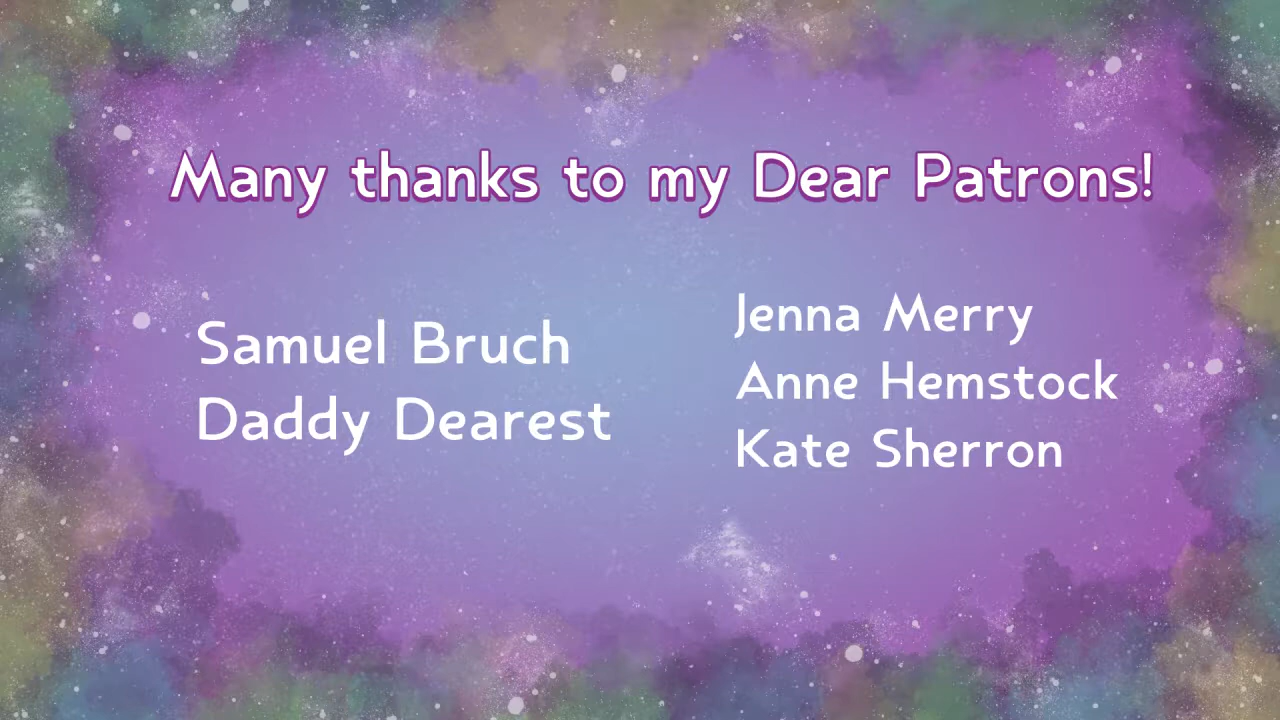 Many thanks to my Dear Patrons!
Samuel Bruch
Daddy Dearest
Jenna Merry
Anne Hemstock
Kate Sherron